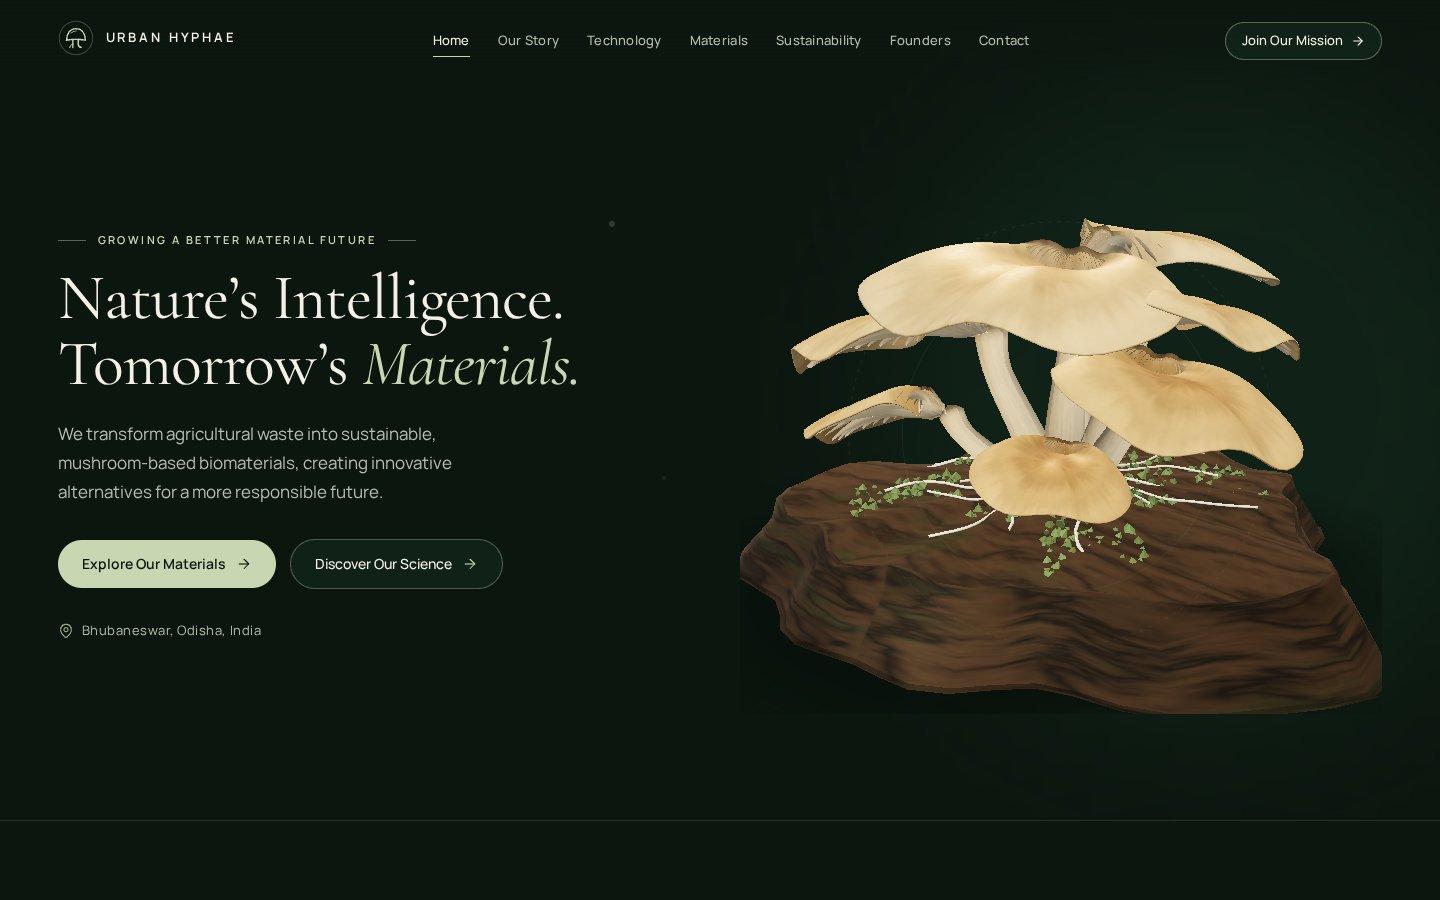 URBAN HYPHAE
Home
Our Story
Technology
Materials
Sustainability
Founders
Contact
Join Our Mission
GROWING A BETTER MATERIAL FUTURE
Nature’s Intelligence.
Tomorrow’s Materials.
We transform agricultural waste into sustainable,
mushroom-based biomaterials, creating innovative
alternatives for a more responsible future.
Explore Our Materials
Discover Our Science
Bhubaneswar, Odisha, India